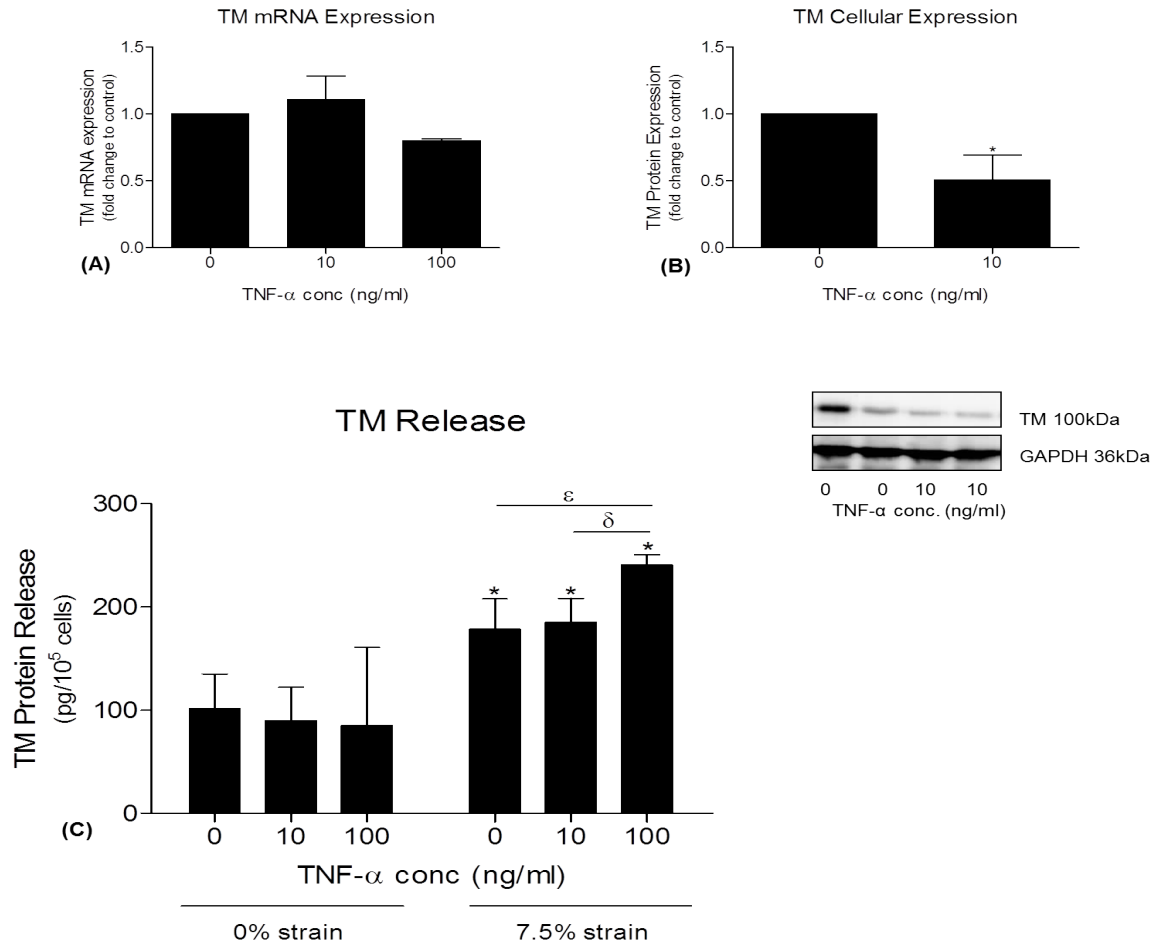 TM mRNA Expression
TM mRNA expression
(fold change to control)
1.5
1.0
0.5
0.0
0 10 100
(A)
TNF-α conc (ng/ml)
TM Cellular Expression
TM Protein Expression
(fold change to control)
1.5
1.0
0.5
0.0
*
0 10
(B)
TNF-α conc (ng/ml)
TM 100kDa
GAPDH 36kDa
0 0 10 10
TNF-α conc. (ng/ml)
TM Release
TM Protein Release
(pg/10⁵ cells)
300
200
100
0
ε
δ
* * *
0 10 100 0 10 100
(C)
TNF-α conc (ng/ml)
0% strain 7.5% strain